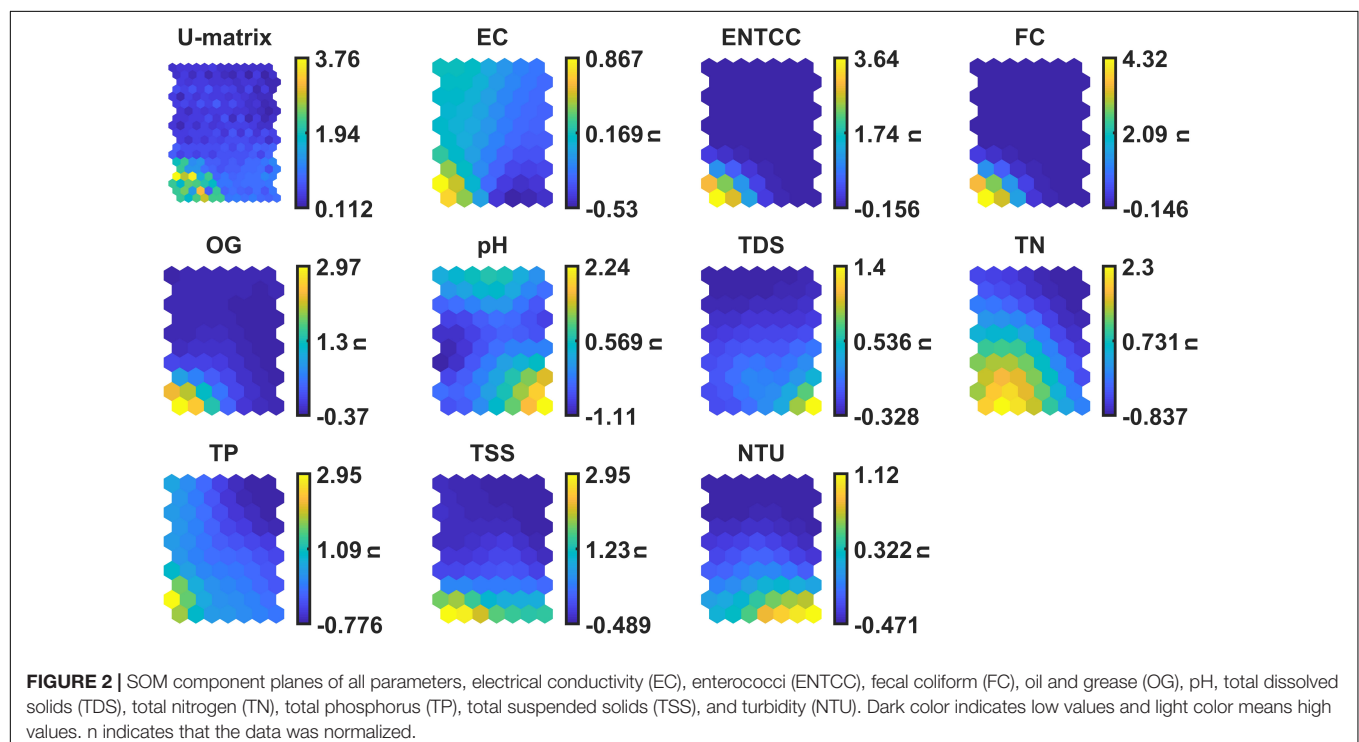 U-matrix
3.76
1.94
0.112
EC
0.867
0.169 n
-0.53
ENTCC
3.64
1.74 n
-0.156
FC
4.32
2.09 n
-0.146
OG
2.97
1.3 n
-0.37
pH
2.24
0.569 n
-1.11
TDS
1.4
0.536 n
-0.328
TN
2.3
0.731 n
-0.837
TP
2.95
1.09 n
-0.776
TSS
2.95
1.23 n
-0.489
NTU
1.12
0.322 n
-0.471
FIGURE 2 | SOM component planes of all parameters, electrical conductivity (EC), enterococci (ENTCC), fecal coliform (FC), oil and grease (OG), pH, total dissolved
solids (TDS), total nitrogen (TN), total phosphorus (TP), total suspended solids (TSS), and turbidity (NTU). Dark color indicates low values and light color means high
values. n indicates that the data was normalized.